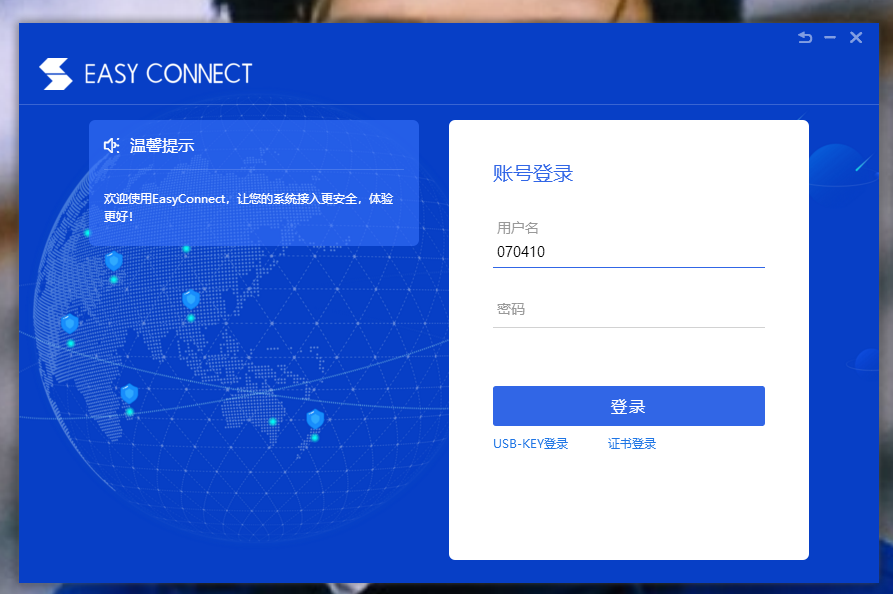 EASY CONNECT
温馨提示
欢迎使用EasyConnect，让您的系统接入更安全，体验
更好！
账号登录
用户名
070410
密码
登录
USB-KEY登录
证书登录